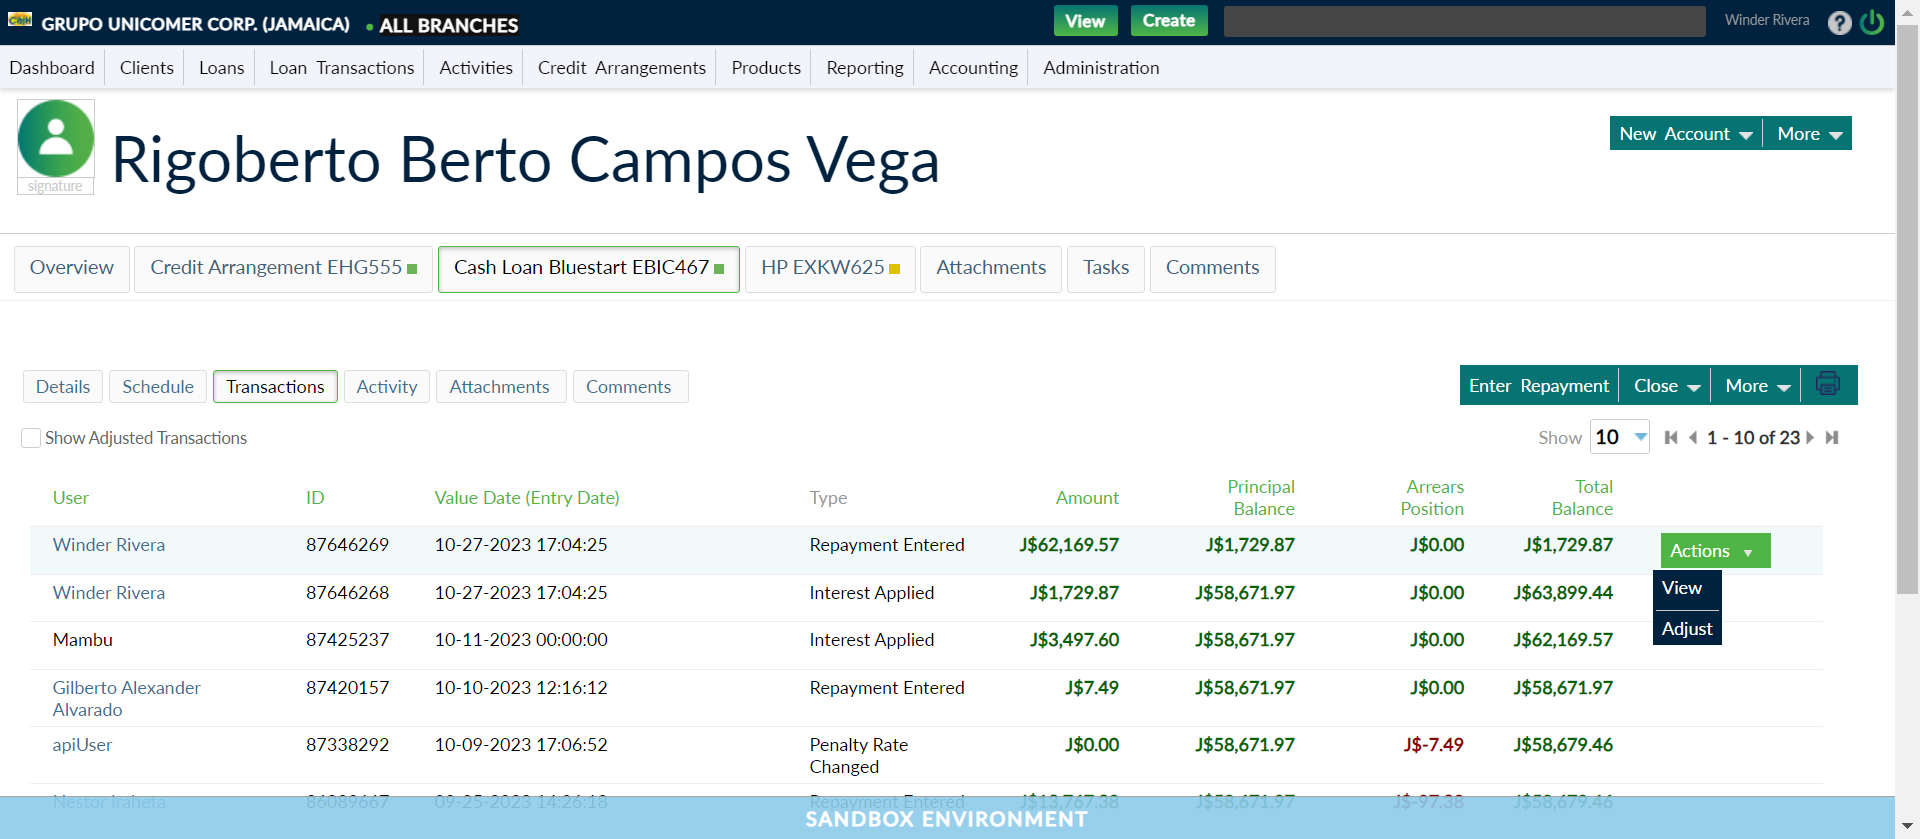 Cash GRUPO UNICOMER CORP. (JAMAICA) ALL BRANCHES View Create Winder Rivera ?
Dashboard Clients Loans Loan Transactions Activities Credit Arrangements Products Reporting Accounting Administration
signature
Rigoberto Berto Campos Vega
New Account More
Overview Credit Arrangement EHG555 Cash Loan Bluestart EBIC467 HP EXKW625 Attachments Tasks Comments
Details Schedule Transactions Activity Attachments Comments
Enter Repayment Close More
Show Adjusted Transactions
Show 10 1 - 10 of 23
User ID Value Date (Entry Date) Type Amount Principal Balance Arrears Position Total Balance
Winder Rivera 87646269 10-27-2023 17:04:25 Repayment Entered J$62,169.57 J$1,729.87 J$0.00 J$1,729.87 Actions
View
Winder Rivera 87646268 10-27-2023 17:04:25 Interest Applied J$1,729.87 J$58,671.97 J$0.00 J$63,899.44
Adjust
Mambu 87425237 10-11-2023 00:00:00 Interest Applied J$3,497.60 J$58,671.97 J$0.00 J$62,169.57
Gilberto Alexander Alvarado 87420157 10-10-2023 12:16:12 Repayment Entered J$7.49 J$58,671.97 J$0.00 J$58,671.97
apiUser 87338292 10-09-2023 17:06:52 Penalty Rate Changed J$0.00 J$58,671.97 J$-7.49 J$58,679.46
Nestor Iraheta 86089667 09-25-2023 14:26:18 Repayment Entered J$13,767.38 J$58,671.97 J$-97.38 J$58,679.46
SANDBOX ENVIRONMENT